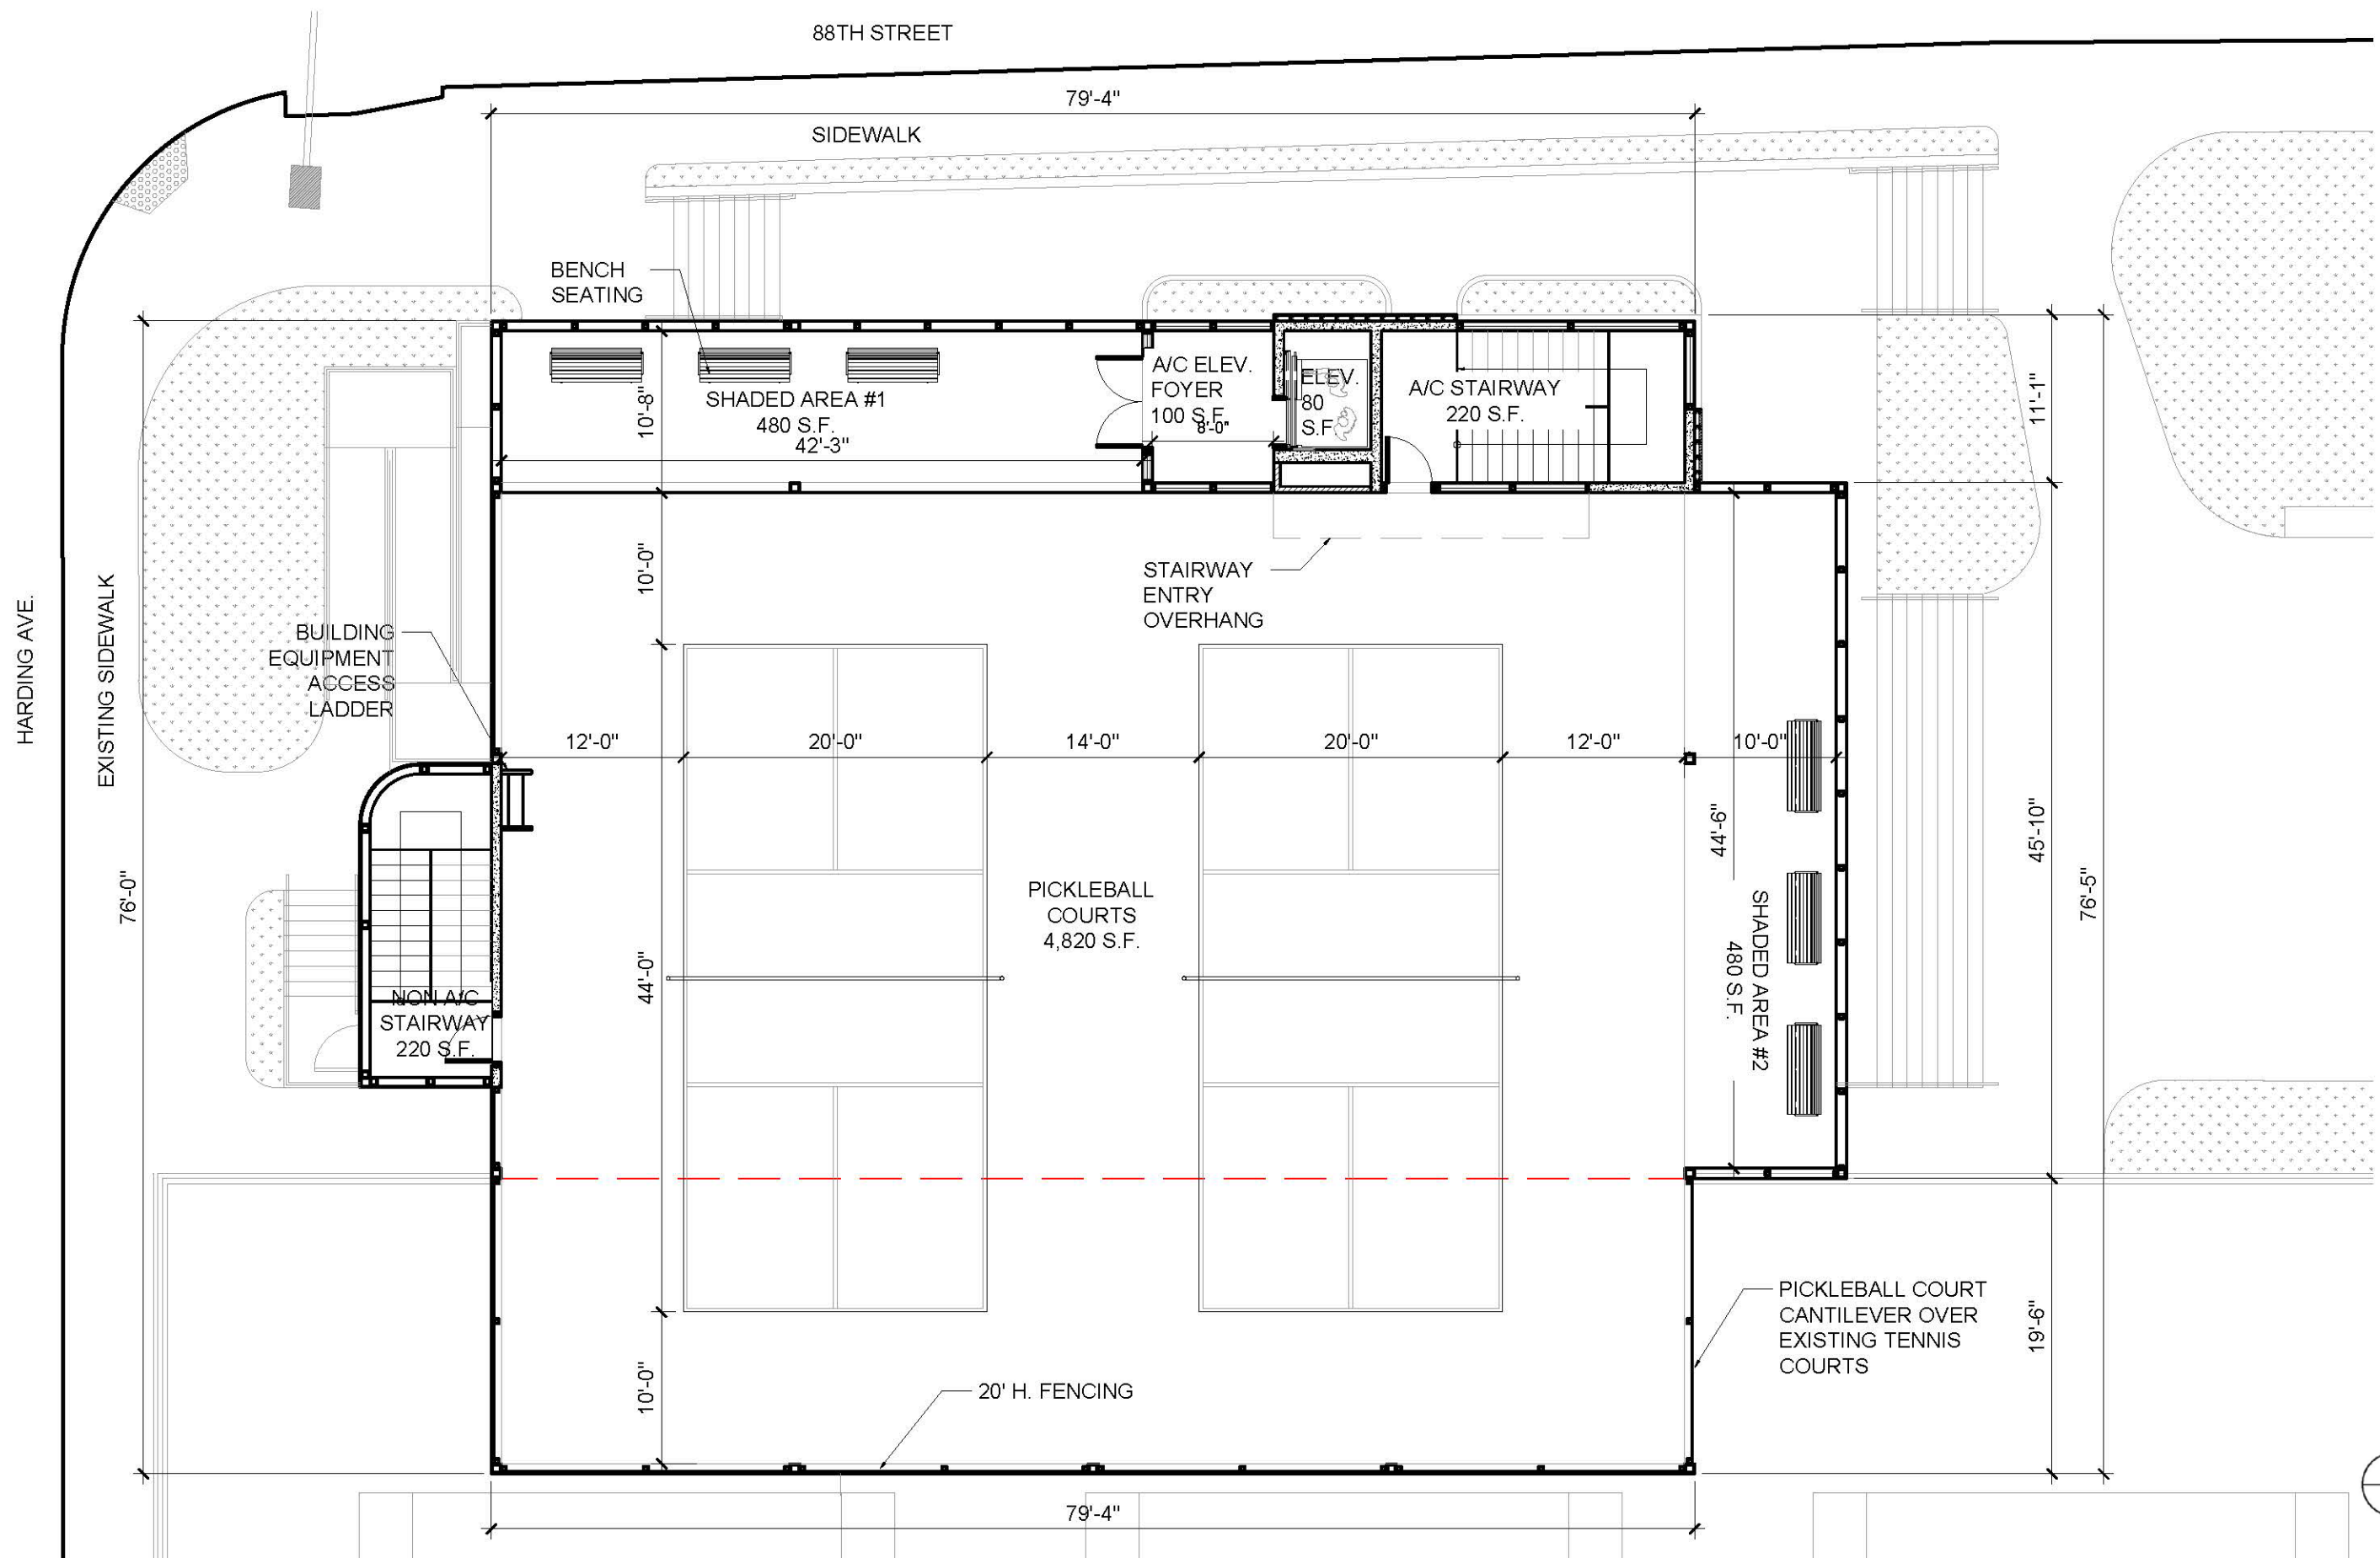 88TH STREET
79'-4"
SIDEWALK
BENCH
SEATING
A/C ELEV.
FOYER
100 S.F.
8'-0"
ELEV.
80
S.F.
A/C STAIRWAY
220 S.F.
SHADED AREA #1
480 S.F.
42'-3"
10'-8"
11'-1"
10'-0"
STAIRWAY
ENTRY
OVERHANG
HARDING AVE.
EXISTING SIDEWALK
BUILDING
EQUIPMENT
ACCESS
LADDER
12'-0"
20'-0"
14'-0"
20'-0"
12'-0"
10'-0"
44'-6"
45'-10"
76'-5"
76'-0"
PICKLEBALL
COURTS
4,820 S.F.
SHADED AREA #2
480 S.F.
44'-0"
NON A/C
STAIRWAY
220 S.F.
PICKLEBALL COURT
CANTILEVER OVER
EXISTING TENNIS
COURTS
19'-6"
10'-0"
20' H. FENCING
79'-4"